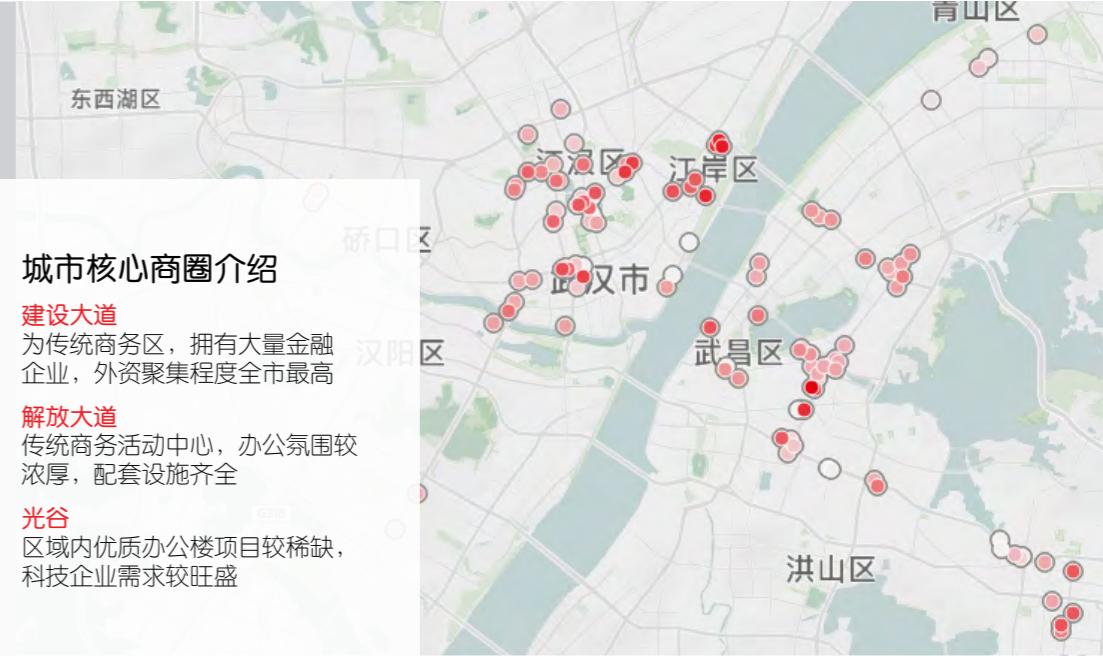 青山区
东西湖区
江汉区
江岸区
硚口区
城市核心商圈介绍
武汉市
建设大道
为传统商务区，拥有大量金融
企业，外资聚集程度全市最高
汉阳区
武昌区
解放大道
传统商务活动中心，办公氛围较
浓厚，配套设施齐全
光谷
区域内优质办公楼项目较稀缺，
科技企业需求较旺盛
洪山区